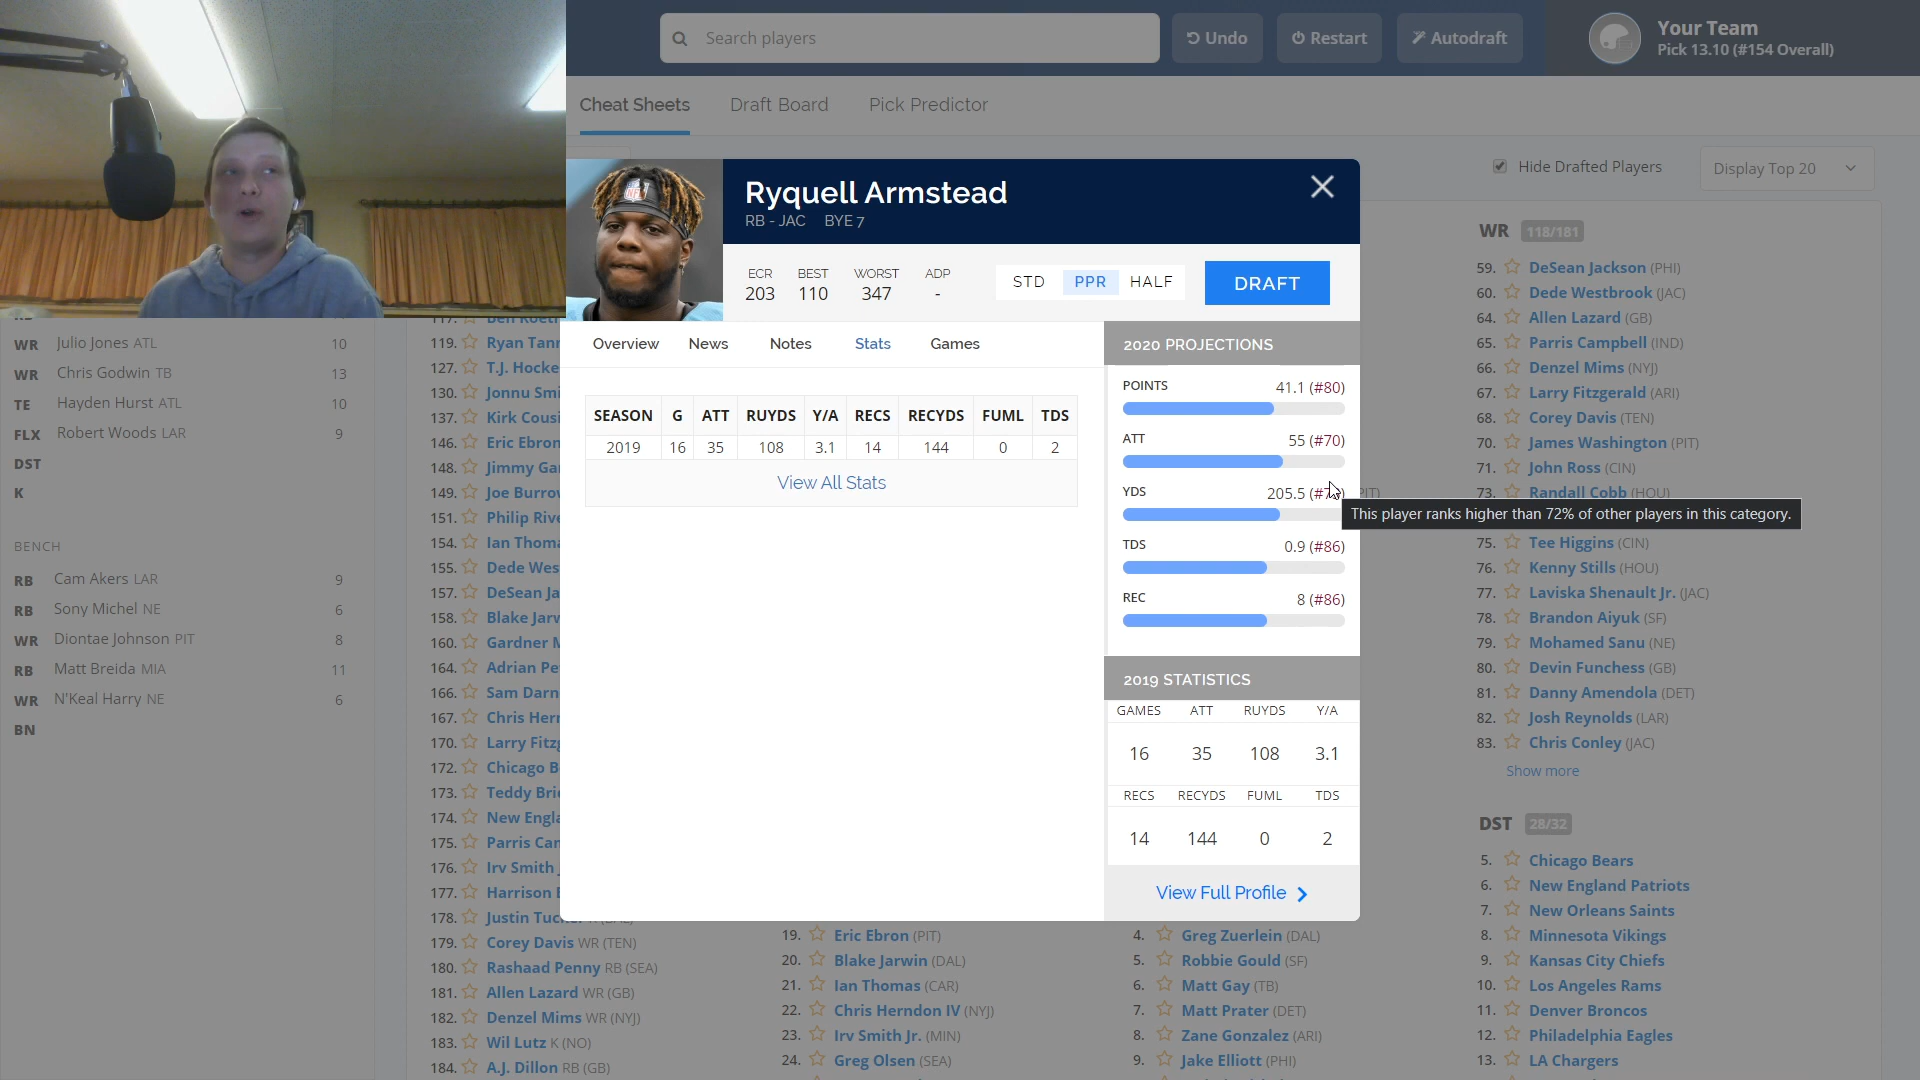 Search players
Undo
Restart
Autodraft
Your Team
Pick 13.10 (#154 Overall)
Cheat Sheets
Draft Board
Pick Predictor
Hide Drafted Players
Display Top 20
Ryquell Armstead
RB - JAC BYE 7
ECR BEST WORST ADP
203 110 347 -
STD PPR HALF
DRAFT
Overview News Notes Stats Games
SEASON G ATT RUYDS Y/A RECS RECYDS FUML TDS
2019 16 35 108 3.1 14 144 0 2
View All Stats
2020 PROJECTIONS
POINTS 41.1 (#80)
ATT 55 (#70)
YDS 205.5
TDS 0.9 (#86)
REC 8 (#86)
This player ranks higher than 72% of other players in this category.
2019 STATISTICS
GAMES ATT RUYDS Y/A
16 35 108 3.1
RECS RECYDS FUML TDS
14 144 0 2
View Full Profile
WR Julio Jones ATL 10
WR Chris Godwin TB 13
TE Hayden Hurst ATL 10
FLX Robert Woods LAR 9
DST
K
BENCH
RB Cam Akers LAR 9
RB Sony Michel NE 6
WR Diontae Johnson PIT 8
RB Matt Breida MIA 11
WR N'Keal Harry NE 6
BN
119. Ryan Tann
127. T.J. Hocke
130. Jonnu Smi
137. Kirk Cousi
146. Eric Ebron
148. Jimmy Ga
149. Joe Burrow
151. Philip Rive
154. Ian Thoma
155. Dede Wes
157. DeSean Ja
158. Blake Jarw
160. Gardner M
164. Adrian Pe
166. Sam Darn
167. Chris Hern
170. Larry Fitzg
172. Chicago B
173. Teddy Brid
174. New Engla
175. Parris Cam
176. Irv Smith
177. Harrison B
178. Justin Tuc
179. Corey Davis WR (TEN)
180. Rashaad Penny RB (SEA)
181. Allen Lazard WR (GB)
182. Denzel Mims WR (NYJ)
183. Wil Lutz K (NO)
184. A.J. Dillon RB (GB)
19. Eric Ebron (PIT)
20. Blake Jarwin (DAL)
21. Ian Thomas (CAR)
22. Chris Herndon IV (NYJ)
23. Irv Smith Jr. (MIN)
24. Greg Olsen (SEA)
4. Greg Zuerlein (DAL)
5. Robbie Gould (SF)
6. Matt Gay (TB)
7. Matt Prater (DET)
8. Zane Gonzalez (ARI)
9. Jake Elliott (PHI)
WR 118/181
59. DeSean Jackson (PHI)
60. Dede Westbrook (JAC)
64. Allen Lazard (GB)
65. Parris Campbell (IND)
66. Denzel Mims (NYJ)
67. Larry Fitzgerald (ARI)
68. Corey Davis (TEN)
70. James Washington (PIT)
71. John Ross (CIN)
73. Randall Cobb (HOU)
75. Tee Higgins (CIN)
76. Kenny Stills (HOU)
77. Laviska Shenault Jr. (JAC)
78. Brandon Aiyuk (SF)
79. Mohamed Sanu (NE)
80. Devin Funchess (GB)
81. Danny Amendola (DET)
82. Josh Reynolds (LAR)
83. Chris Conley (JAC)
Show more
DST 28/32
5. Chicago Bears
6. New England Patriots
7. New Orleans Saints
8. Minnesota Vikings
9. Kansas City Chiefs
10. Los Angeles Rams
11. Denver Broncos
12. Philadelphia Eagles
13. LA Chargers